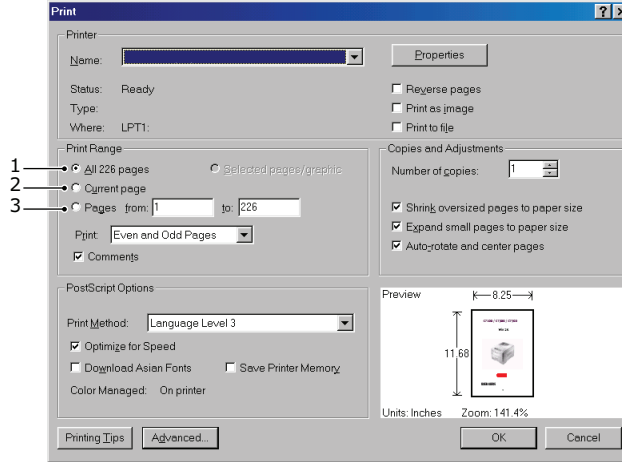 Print
Printer
Name:
Properties
Status: Ready
Reverse pages
Type:
Print as image
Where: LPT1:
Print to file
Print Range
Copies and Adjustments
1
All 226 pages
Selected pages/graphic
Number of copies: 1
2
Current page
3
Pages from: 1 to: 226
Shrink oversized pages to paper size
Print: Even and Odd Pages
Expand small pages to paper size
Comments
Auto-rotate and center pages
PostScript Options
Preview
8.25
Print Method: Language Level 3
Optimize for Speed
11.68
Download Asian Fonts
Save Printer Memory
Color Managed: On printer
Units: Inches Zoom: 141.4%
Printing Tips
Advanced...
OK
Cancel